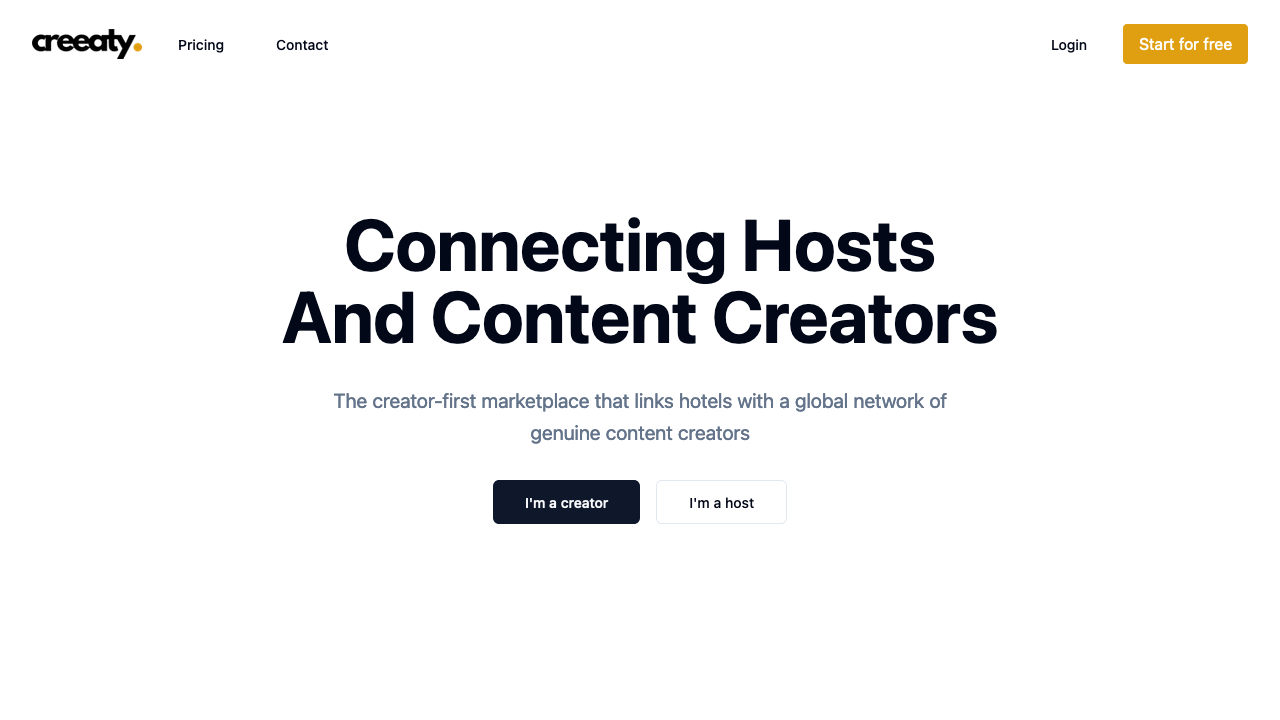 creeaty.
Pricing
Contact
Login
Start for free
Connecting Hosts
And Content Creators
The creator-first marketplace that links hotels with a global network of
genuine content creators
I'm a creator
I'm a host